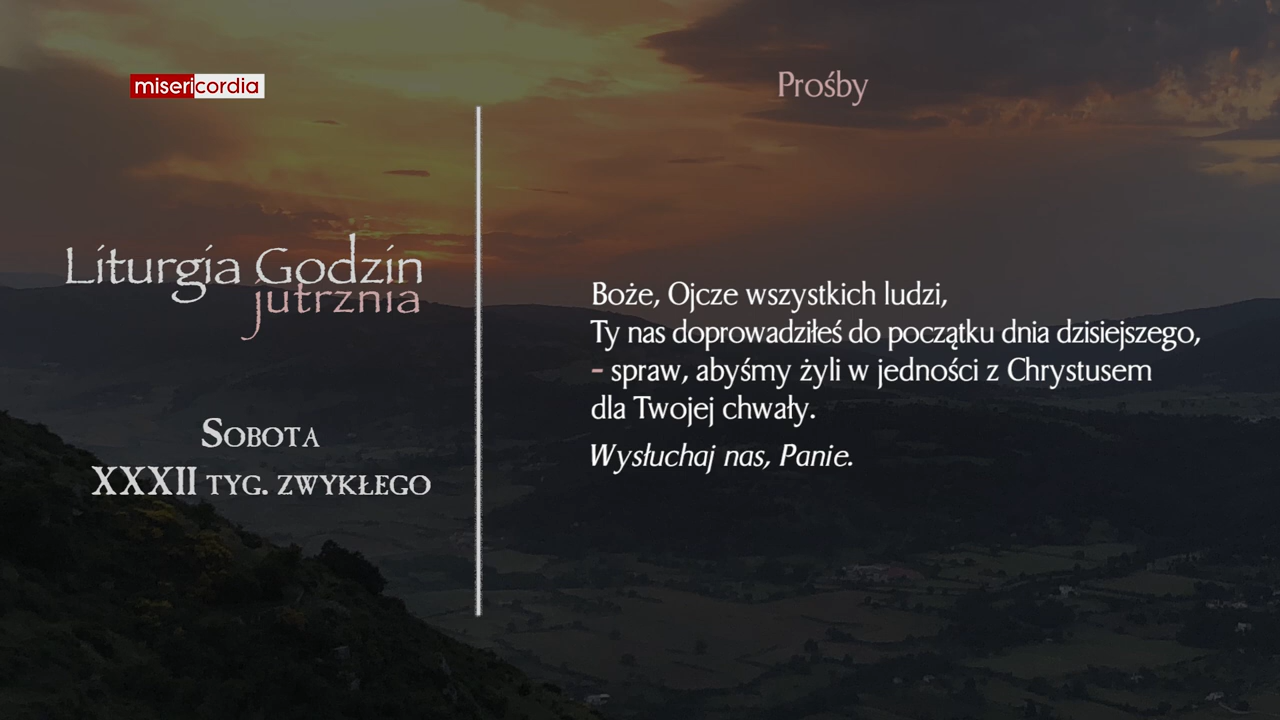 misericordia
Liturgia Godzin
jutrznia
Sobota
XXXII tyg. zwykłego
Prośby
Boże, Ojcze wszystkich ludzi,
Ty nas doprowadziłeś do początku dnia dzisiejszego,
- spraw, abyśmy żyli w jedności z Chrystusem
dla Twojej chwały.
Wysłuchaj nas, Panie.